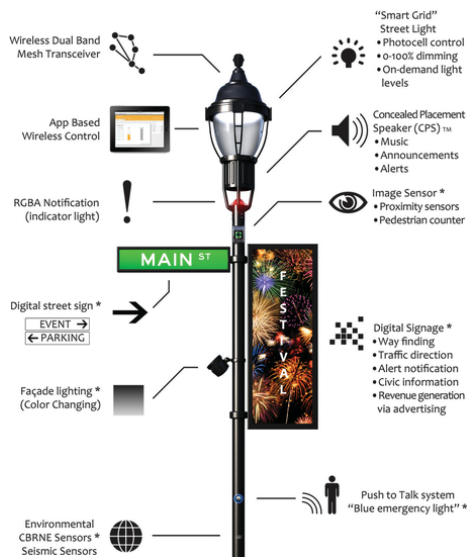 Wireless Dual Band
Mesh Transceiver
"Smart Grid"
Street Light
• Photocell control
• 0-100% dimming
• On-demand light
levels
App Based
Wireless Control
Concealed Placement
Speaker (CPS) TM
• Music
• Announcements
• Alerts
RGBA Notification
(indicator light)
Image Sensor *
• Proximity sensors
• Pedestrian counter
MAIN ST
FESTIVAL
Digital street sign *
EVENT →
← PARKING
Digital Signage *
• Way finding
• Traffic direction
• Alert notification
• Civic information
• Revenue generation
via advertising
Façade lighting *
(Color Changing)
Push to Talk system
"Blue emergency light" *
Environmental
CBRNE Sensors *
Seismic Sensors